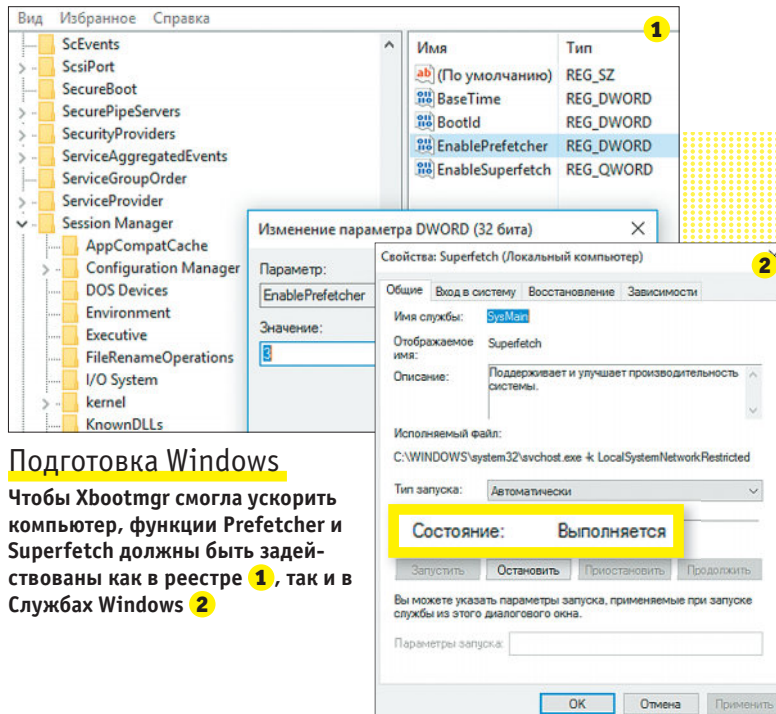 Вид Избранное Справка
ScEvents
ScsiPort
SecureBoot
SecurePipeServers
SecurityProviders
ServiceAggregatedEvents
ServiceGroupOrder
ServiceProvider
Session Manager
AppCompatCache
Configuration Manager
DOS Devices
Environment
Executive
FileRenameOperations
I/O System
kernel
KnownDLLs
1
Имя Тип
(По умолчанию) REG_SZ
BaseTime REG_DWORD
BootId REG_DWORD
EnablePrefetcher REG_DWORD
EnableSuperfetch REG_QWORD
Изменение параметра DWORD (32 бита)
Параметр:
EnablePrefetcher
Значение:
3
Свойства: Superfetch (Локальный компьютер)
2
Общие Вход в систему Восстановление Зависимости
Имя службы: SysMain
Отображаемое имя: Superfetch
Описание: Поддерживает и улучшает производительность
системы.
Исполняемый файл:
C:\WINDOWS\system32\svchost.exe -k LocalSystemNetworkRestricted
Тип запуска: Автоматически
Состояние: Выполняется
Запустить Остановить Приостановить Продолжить
Вы можете указать параметры запуска, применяемые при запуске
службы из этого диалогового окна.
Параметры запуска:
OK Отмена Применить
Подготовка Windows
Чтобы Xbootmgr смогла ускорить
компьютер, функции Prefetcher и
Superfetch должны быть задей-
ствованы как в реестре 1, так и в
Службах Windows 2